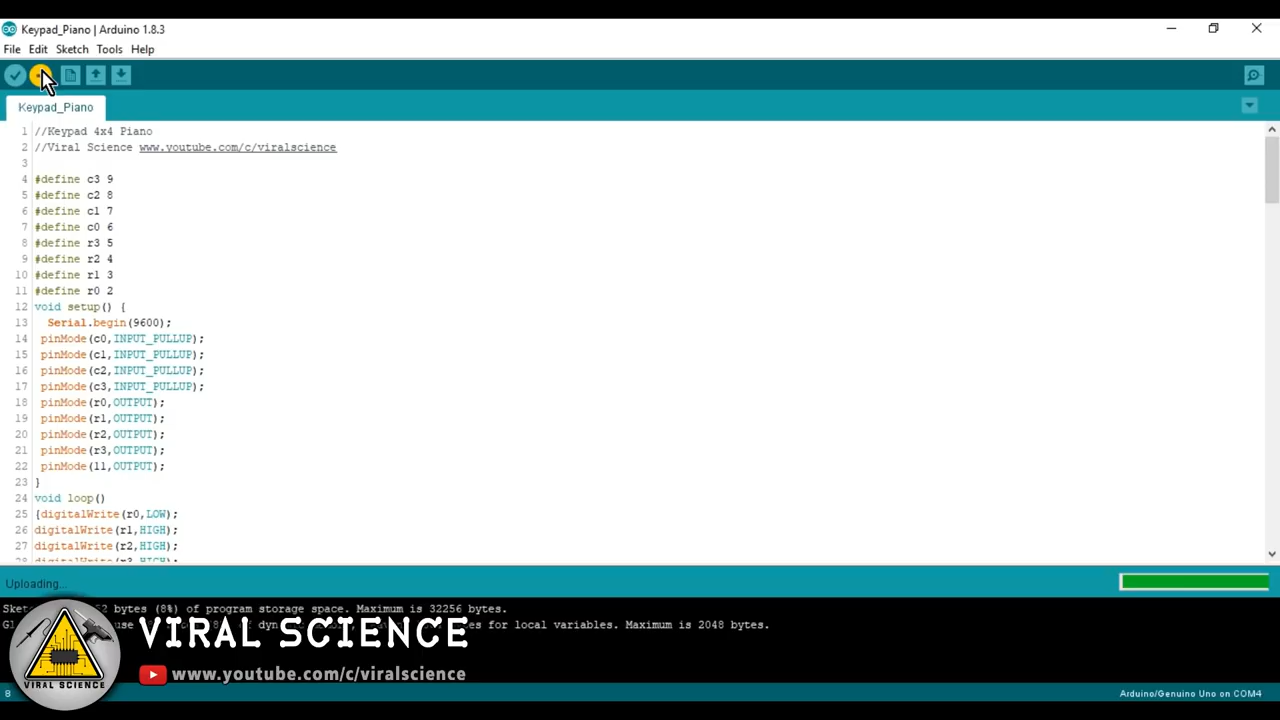 Keypad_Piano | Arduino 1.8.3
File Edit Sketch Tools Help
Keypad_Piano
1 //Keypad 4x4 Piano
2 //Viral Science www.youtube.com/c/viralscience
3
4 #define c3 9
5 #define c2 8
6 #define c1 7
7 #define c0 6
8 #define r3 5
9 #define r2 4
10 #define r1 3
11 #define r0 2
12 void setup() {
13 Serial.begin(9600);
14 pinMode(c0,INPUT_PULLUP);
15 pinMode(c1,INPUT_PULLUP);
16 pinMode(c2,INPUT_PULLUP);
17 pinMode(c3,INPUT_PULLUP);
18 pinMode(r0,OUTPUT);
19 pinMode(r1,OUTPUT);
20 pinMode(r2,OUTPUT);
21 pinMode(r3,OUTPUT);
22 pinMode(11,OUTPUT);
23 }
24 void loop()
25 {digitalWrite(r0,LOW);
26 digitalWrite(r1,HIGH);
27 digitalWrite(r2,HIGH);
28 digitalWrite(r3,HIGH);
Uploading...
bytes (8%) of program storage space. Maximum is 32256 bytes.
for local variables. Maximum is 2048 bytes.
VIRAL SCIENCE
www.youtube.com/c/viralscience
VIRAL SCIENCE
8 Arduino/Genuino Uno on COM4